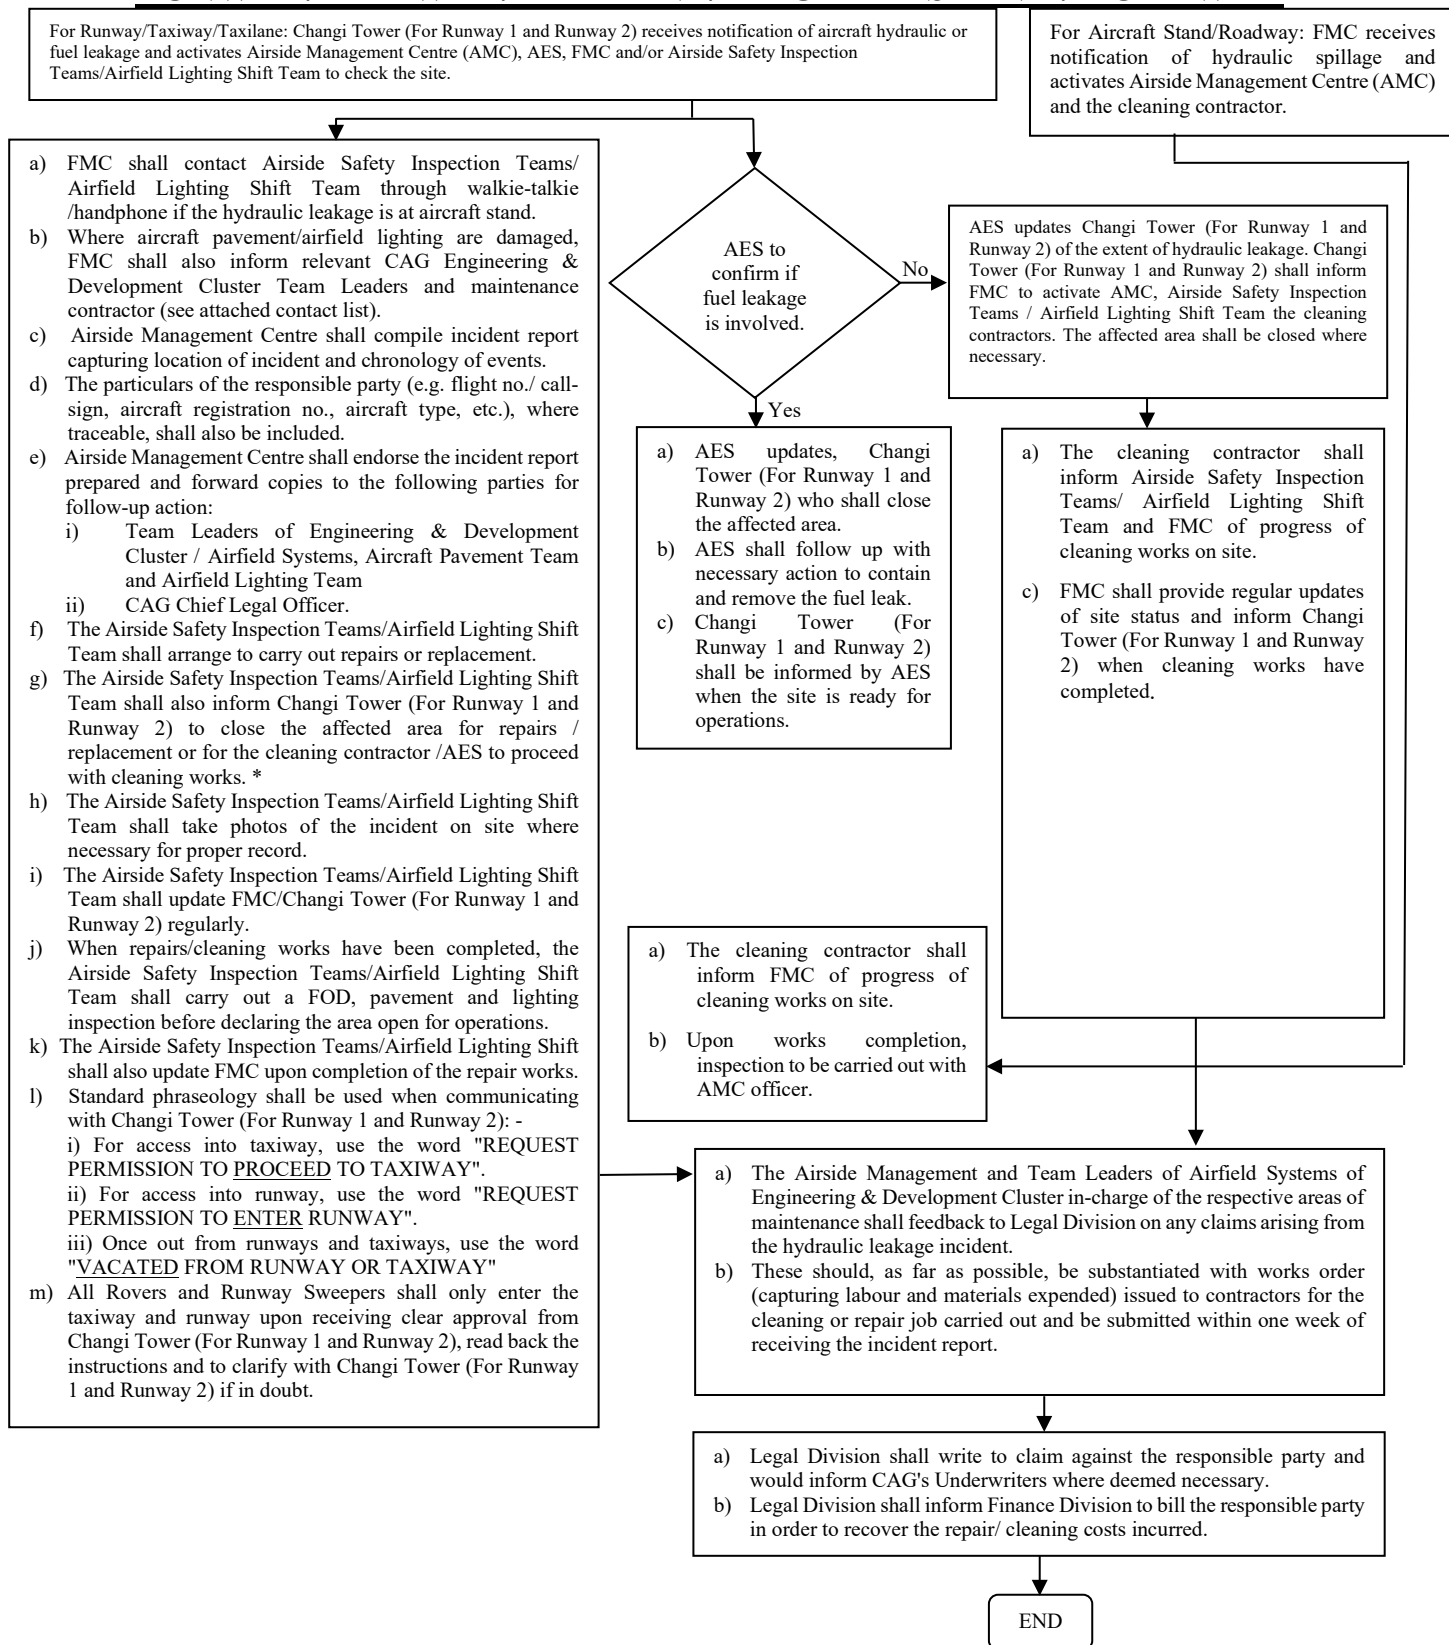 For Runway/Taxiway/Taxilane: Changi Tower (For Runway 1 and Runway 2) receives notification of aircraft hydraulic or
fuel leakage and activates Airside Management Centre (AMC), AES, FMC and/or Airside Safety Inspection
Teams/Airfield Lighting Shift Team to check the site.
For Aircraft Stand/Roadway: FMC receives
notification of hydraulic spillage and
activates Airside Management Centre (AMC)
and the cleaning contractor.
a) FMC shall contact Airside Safety Inspection Teams/
Airfield Lighting Shift Team through walkie-talkie
/handphone if the hydraulic leakage is at aircraft stand.
b) Where aircraft pavement/airfield lighting are damaged,
FMC shall also inform relevant CAG Engineering &
Development Cluster Team Leaders and maintenance
contractor (see attached contact list).
c) Airside Management Centre shall compile incident report
capturing location of incident and chronology of events.
d) The particulars of the responsible party (e.g. flight no./ call-
sign, aircraft registration no., aircraft type, etc.), where
traceable, shall also be included.
e) Airside Management Centre shall endorse the incident report
prepared and forward copies to the following parties for
follow-up action:
i) Team Leaders of Engineering & Development
Cluster / Airfield Systems, Aircraft Pavement Team
and Airfield Lighting Team
ii) CAG Chief Legal Officer.
f) The Airside Safety Inspection Teams/Airfield Lighting Shift
Team shall arrange to carry out repairs or replacement.
g) The Airside Safety Inspection Teams/Airfield Lighting Shift
Team shall also inform Changi Tower (For Runway 1 and
Runway 2) to close the affected area for repairs /
replacement or for the cleaning contractor /AES to proceed
with cleaning works. *
h) The Airside Safety Inspection Teams/Airfield Lighting Shift
Team shall take photos of the incident on site where
necessary for proper record.
i) The Airside Safety Inspection Teams/Airfield Lighting Shift
Team shall update FMC/Changi Tower (For Runway 1 and
Runway 2) regularly.
j) When repairs/cleaning works have been completed, the
Airside Safety Inspection Teams/Airfield Lighting Shift
Team shall carry out a FOD, pavement and lighting
inspection before declaring the area open for operations.
k) The Airside Safety Inspection Teams/Airfield Lighting Shift
shall also update FMC upon completion of the repair works.
l) Standard phraseology shall be used when communicating
with Changi Tower (For Runway 1 and Runway 2): -
i) For access into taxiway, use the word "REQUEST
PERMISSION TO PROCEED TO TAXIWAY".
ii) For access into runway, use the word "REQUEST
PERMISSION TO ENTER RUNWAY".
iii) Once out from runways and taxiways, use the word
"VACATED FROM RUNWAY OR TAXIWAY"
m) All Rovers and Runway Sweepers shall only enter the
taxiway and runway upon receiving clear approval from
Changi Tower (For Runway 1 and Runway 2), read back the
instructions and to clarify with Changi Tower (For Runway
1 and Runway 2) if in doubt.
AES to
confirm if
fuel leakage
is involved.
No
Yes
AES updates Changi Tower (For Runway 1 and
Runway 2) of the extent of hydraulic leakage. Changi
Tower (For Runway 1 and Runway 2) shall inform
FMC to activate AMC, Airside Safety Inspection
Teams / Airfield Lighting Shift Team the cleaning
contractors. The affected area shall be closed where
necessary.
a) AES updates, Changi
Tower (For Runway 1 and
Runway 2) who shall close
the affected area.
b) AES shall follow up with
necessary action to contain
and remove the fuel leak.
c) Changi Tower (For
Runway 1 and Runway 2)
shall be informed by AES
when the site is ready for
operations.
a) The cleaning contractor shall
inform Airside Safety Inspection
Teams/ Airfield Lighting Shift
Team and FMC of progress of
cleaning works on site.
c) FMC shall provide regular updates
of site status and inform Changi
Tower (For Runway 1 and Runway
2) when cleaning works have
completed.
a) The cleaning contractor shall
inform FMC of progress of
cleaning works on site.
b) Upon works completion,
inspection to be carried out with
AMC officer.
a) The Airside Management and Team Leaders of Airfield Systems of
Engineering & Development Cluster in-charge of the respective areas of
maintenance shall feedback to Legal Division on any claims arising from
the hydraulic leakage incident.
b) These should, as far as possible, be substantiated with works order
(capturing labour and materials expended) issued to contractors for the
cleaning or repair job carried out and be submitted within one week of
receiving the incident report.
a) Legal Division shall write to claim against the responsible party and
would inform CAG's Underwriters where deemed necessary.
b) Legal Division shall inform Finance Division to bill the responsible party
in order to recover the repair/ cleaning costs incurred.
END